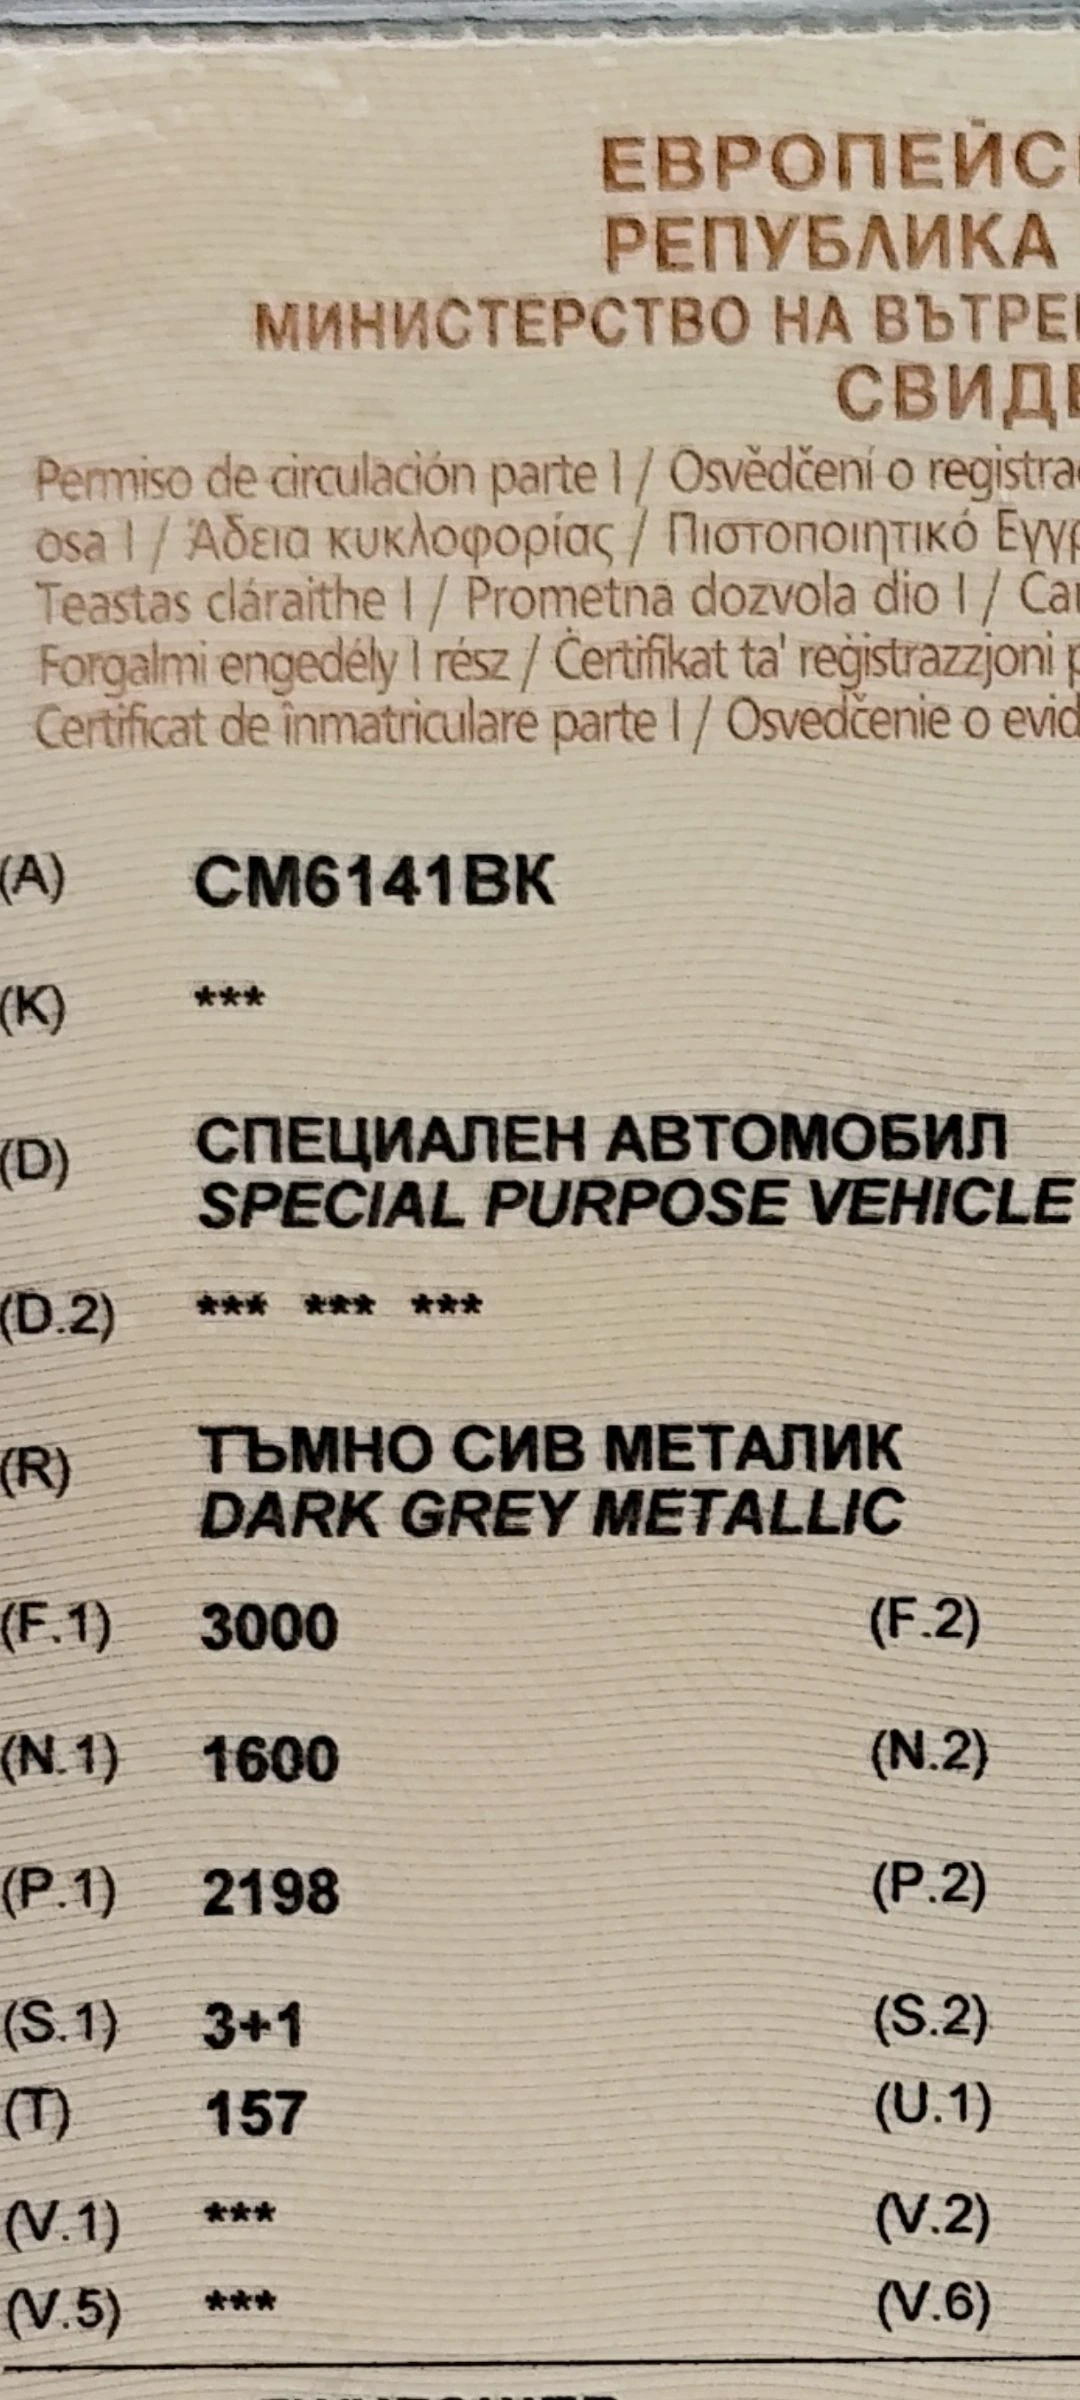 ЕВРОПЕЙС
РЕПУБЛИКА
МИНИСТЕРСТВО НА ВЪТРЕ
СВИД
Permiso de circulación parte I / Osvědčení o registra
osa I / Άδεια κυκλοφορίας / Πιστοποιητικό Εγγρ
Teastas cláraithe I / Prometna dozvola dio I / Ca
Forgalmi engedély I rész / Ċertifikat ta' reġistrazzjoni p
Certificat de înmatriculare parte I / Osvedčenie o evid
(A) СМ6141ВК
(K) ***
(D) СПЕЦИАЛЕН АВТОМОБИЛ
SPECIAL PURPOSE VEHICLE
(D.2) *** *** ***
(R) ТЪМНО СИВ МЕТАЛИК
DARK GREY METALLIC
(F.1) 3000 (F.2)
(N.1) 1600 (N.2)
(P.1) 2198 (P.2)
(S.1) 3+1 (S.2)
(T) 157 (U.1)
(V.1) *** (V.2)
(V.5) *** (V.6)